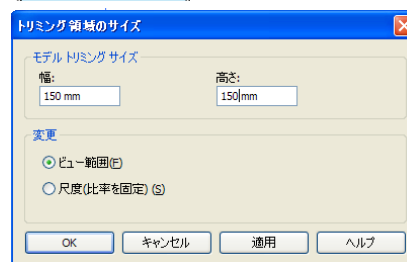 トリミング領域のサイズ
モデル トリミング サイズ
幅: 高さ:
150 mm 150 mm
変更
ビュー範囲(F)
尺度(比率を固定) (S)
OK キャンセル 適用 ヘルプ